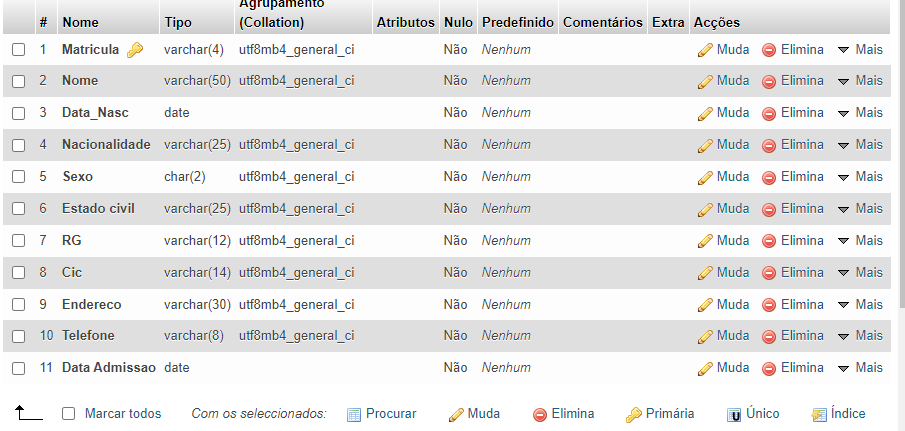 Agrupamento
# Nome Tipo (Collation) Atributos Nulo Predefinido Comentários Extra Acções
1 Matricula varchar(4) utf8mb4_general_ci Não Nenhum Muda Elimina Mais
2 Nome varchar(50) utf8mb4_general_ci Não Nenhum Muda Elimina Mais
3 Data_Nasc date Não Nenhum Muda Elimina Mais
4 Nacionalidade varchar(25) utf8mb4_general_ci Não Nenhum Muda Elimina Mais
5 Sexo char(2) utf8mb4_general_ci Não Nenhum Muda Elimina Mais
6 Estado civil varchar(25) utf8mb4_general_ci Não Nenhum Muda Elimina Mais
7 RG varchar(12) utf8mb4_general_ci Não Nenhum Muda Elimina Mais
8 Cic varchar(14) utf8mb4_general_ci Não Nenhum Muda Elimina Mais
9 Endereco varchar(30) utf8mb4_general_ci Não Nenhum Muda Elimina Mais
10 Telefone varchar(8) utf8mb4_general_ci Não Nenhum Muda Elimina Mais
11 Data Admissao date Não Nenhum Muda Elimina Mais
Marcar todos Com os seleccionados: Procurar Muda Elimina Primária Único Índice